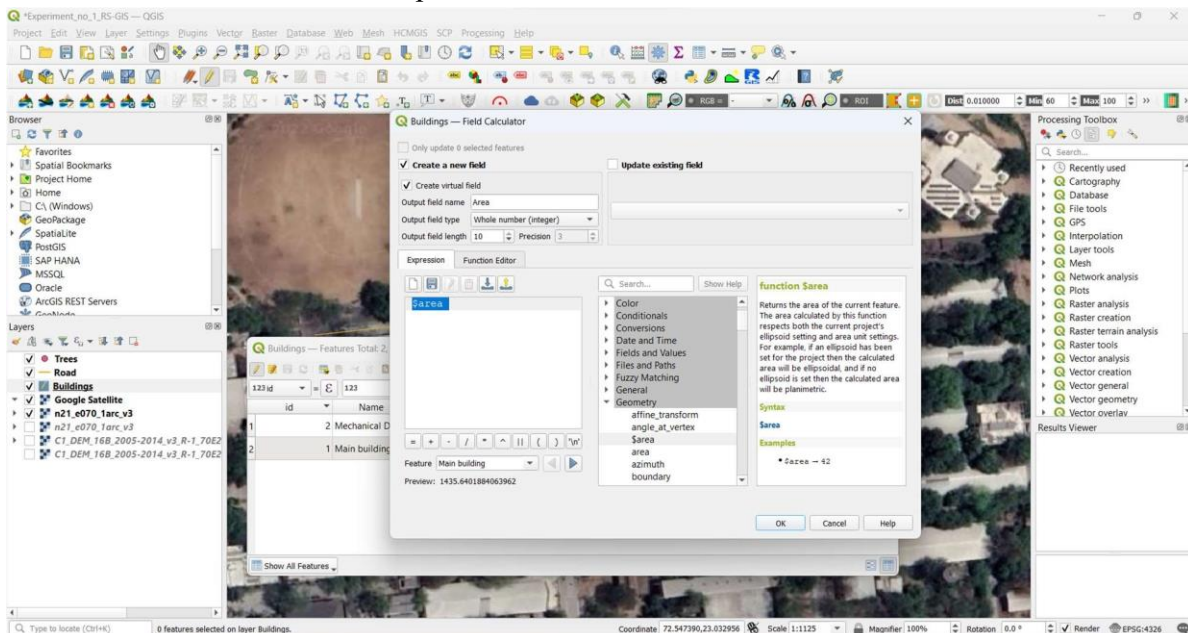 *Experiment_no_1_RS-GIS — QGIS
Project Edit View Layer Settings Plugins Vector Raster Database Web Mesh HCMGIS SCP Processing Help
RGB = -
ROI
Dist 0.010000
Min 60
Max 100
Browser
Favorites
Spatial Bookmarks
Project Home
Home
C:\ (Windows)
GeoPackage
SpatiaLite
PostGIS
SAP HANA
MSSQL
Oracle
ArcGIS REST Servers
GeoNode
Layers
Trees
Road
Buildings
Google Satellite
n21_e070_1arc_v3
n21_e070_1arc_v3
C1_DEM_16B_2005-2014_v3_R-1_70E2
C1_DEM_16B_2005-2014_v3_R-1_70E2
Buildings — Features Total: 2,
123 id = ε 123
id Name
1 2 Mechanical D
2 1 Main building
Show All Features
Buildings — Field Calculator
Only update 0 selected features
Create a new field
Update existing field
Create virtual field
Output field name Area
Output field type Whole number (integer)
Output field length 10 Precision 3
Expression Function Editor
$area
= + - / * ^ || ( ) '\n'
Feature Main building
Preview: 1435.6401884063962
Search... Show Help
Color
Conditionals
Conversions
Date and Time
Fields and Values
Files and Paths
Fuzzy Matching
General
Geometry
affine_transform
angle_at_vertex
$area
area
azimuth
boundary
function $area
Returns the area of the current feature.
The area calculated by this function
respects both the current project's
ellipsoid setting and area unit settings.
For example, if an ellipsoid has been
set for the project then the calculated
area will be ellipsoidal, and if no
ellipsoid is set then the calculated area
will be planimetric.
Syntax
$area
Examples
• $area → 42
OK Cancel Help
Processing Toolbox
Search...
Recently used
Cartography
Database
File tools
GPS
Interpolation
Layer tools
Mesh
Network analysis
Plots
Raster analysis
Raster creation
Raster terrain analysis
Raster tools
Vector analysis
Vector creation
Vector general
Vector geometry
Vector overlay
Results Viewer
Type to locate (Ctrl+K) 0 features selected on layer Buildings. Coordinate 72.547390,23.032956 Scale 1:1125 Magnifier 100% Rotation 0.0 ° Render EPSG:4326